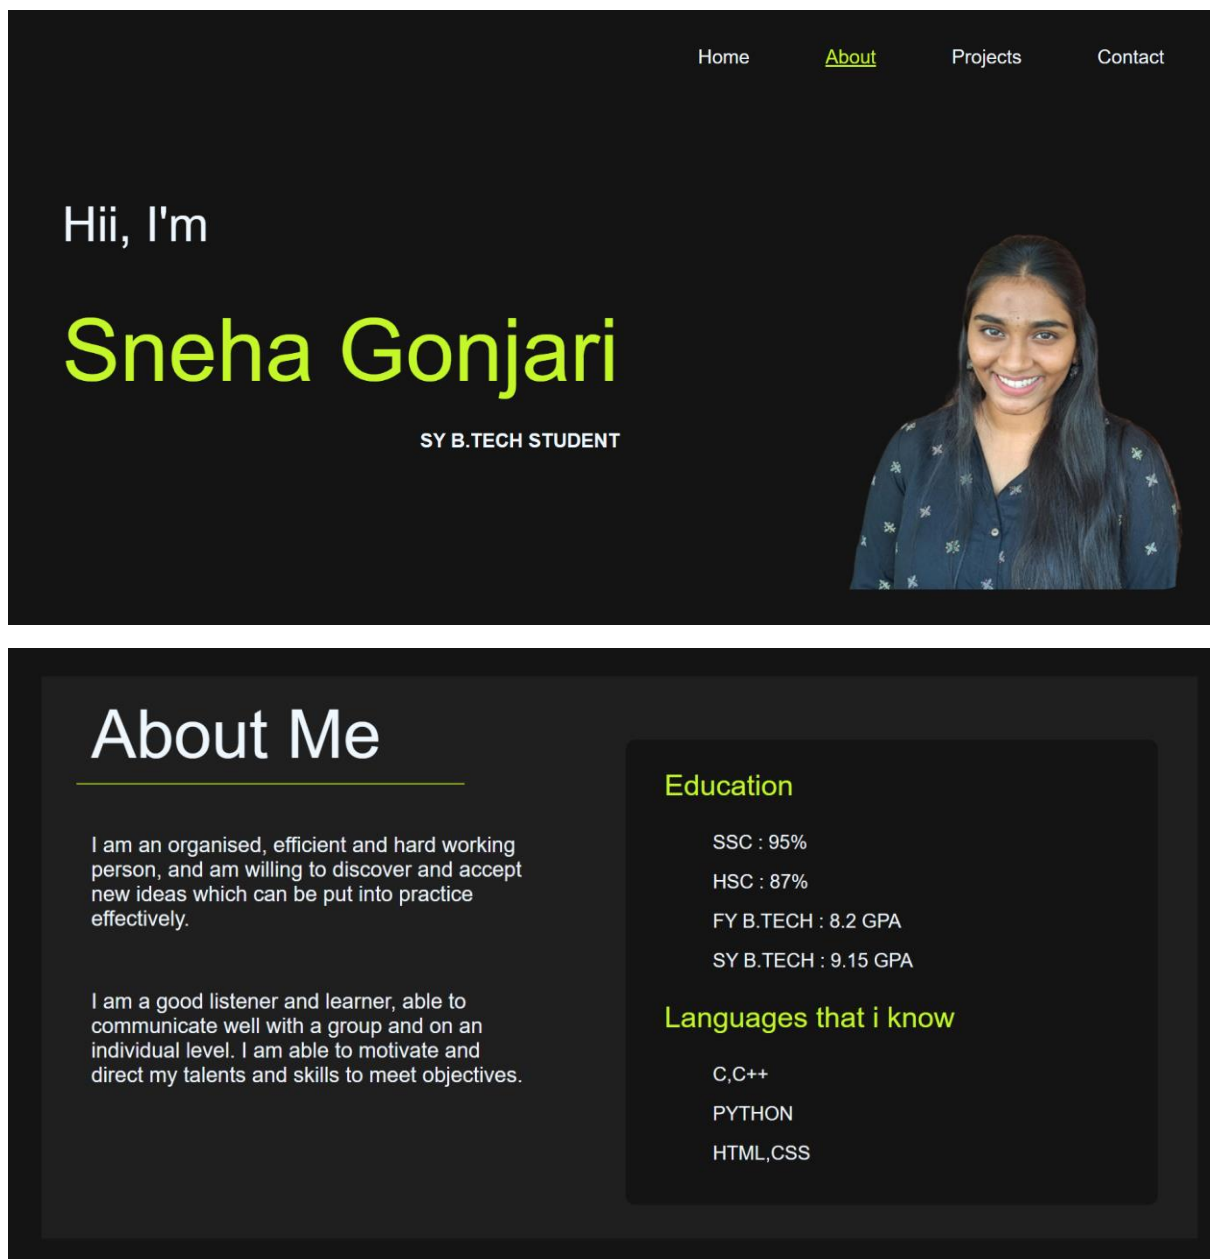 Home About Projects Contact
Hii, I'm
Sneha Gonjari
SY B.TECH STUDENT
About Me
I am an organised, efficient and hard working
person, and am willing to discover and accept
new ideas which can be put into practice
effectively.
I am a good listener and learner, able to
communicate well with a group and on an
individual level. I am able to motivate and
direct my talents and skills to meet objectives.
Education
SSC : 95%
HSC : 87%
FY B.TECH : 8.2 GPA
SY B.TECH : 9.15 GPA
Languages that i know
C,C++
PYTHON
HTML,CSS